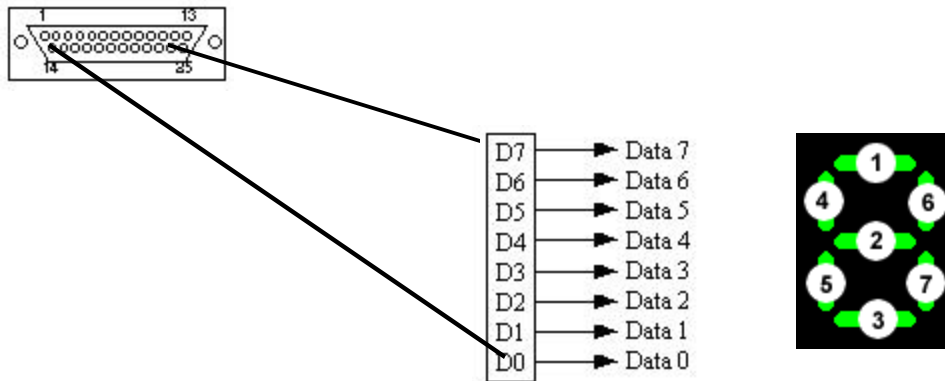 1 13
14 25
D7 Data 7
D6 Data 6
D5 Data 5
D4 Data 4
D3 Data 3
D2 Data 2
D1 Data 1
D0 Data 0
1
4 6
2
5 7
3